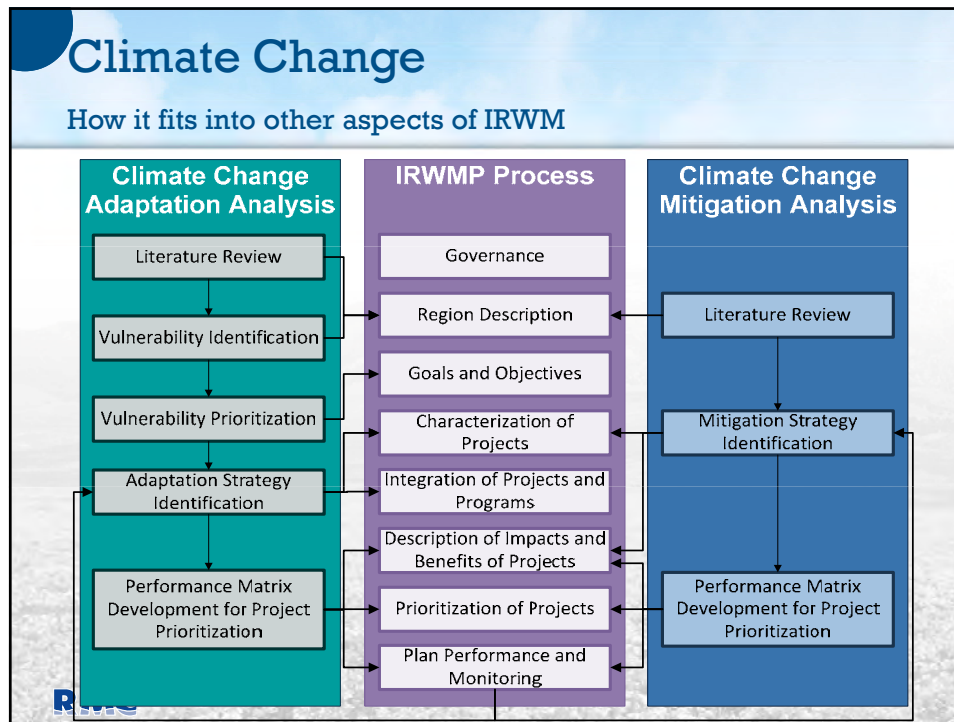 Climate Change
How it fits into other aspects of IRWM
Climate Change
Adaptation Analysis
Literature Review
Vulnerability Identification
Vulnerability Prioritization
Adaptation Strategy
Identification
Performance Matrix
Development for Project
Prioritization
IRWMP Process
Governance
Region Description
Goals and Objectives
Characterization of
Projects
Integration of Projects and
Programs
Description of Impacts and
Benefits of Projects
Prioritization of Projects
Plan Performance and
Monitoring
Climate Change
Mitigation Analysis
Literature Review
Mitigation Strategy
Identification
Performance Matrix
Development for Project
Prioritization